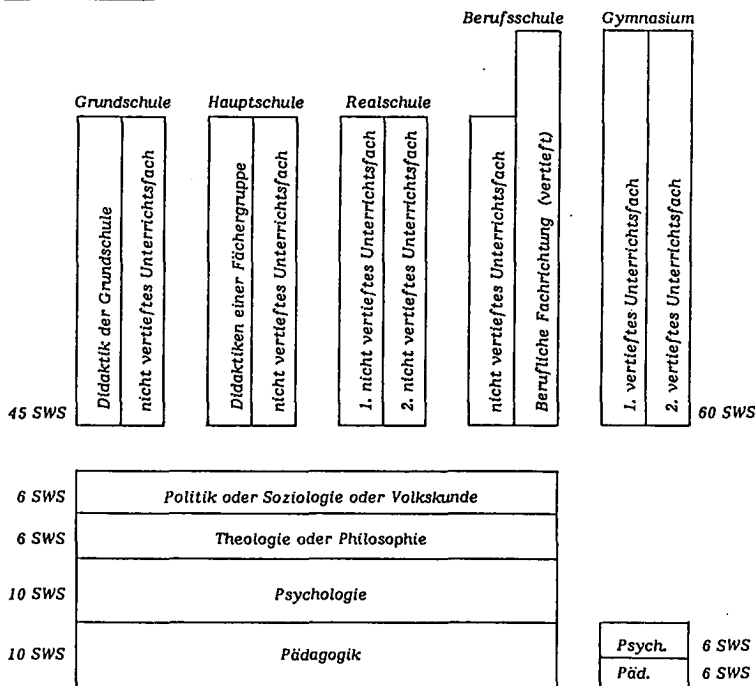 Berufsschule Gymnasium
Grundschule Hauptschule Realschule
Didaktik der Grundschule
nicht vertieftes Unterrichtsfach
Didaktiken einer Fächergruppe
nicht vertieftes Unterrichtsfach
1. nicht vertieftes Unterrichtsfach
2. nicht vertieftes Unterrichtsfach
nicht vertieftes Unterrichtsfach
Berufliche Fachrichtung (vertieft)
1. vertieftes Unterrichtsfach
2. vertieftes Unterrichtsfach
45 SWS
60 SWS
6 SWS Politik oder Soziologie oder Volkskunde
6 SWS Theologie oder Philosophie
10 SWS Psychologie
10 SWS Pädagogik
Psych. 6 SWS
Päd. 6 SWS